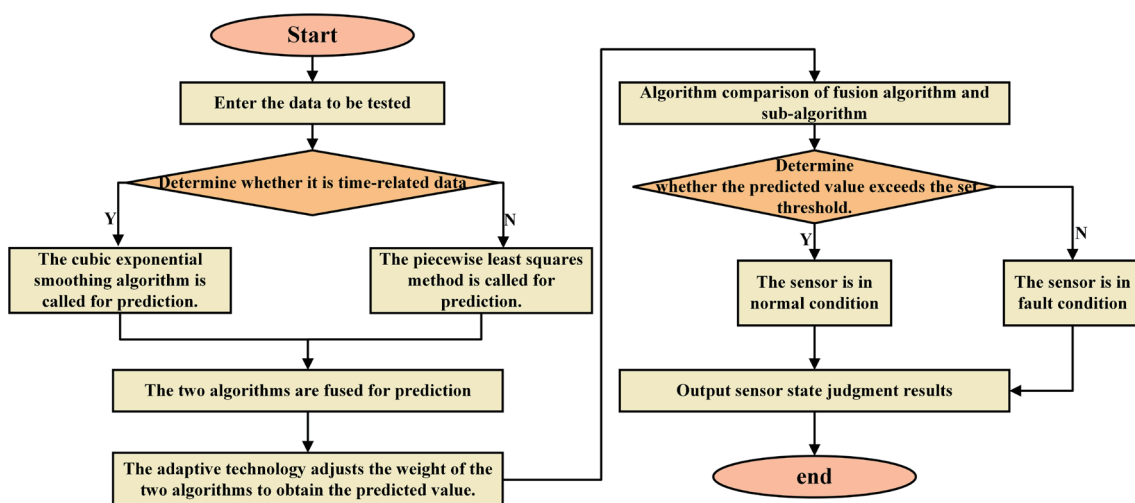 Start
Enter the data to be tested
Determine whether it is time-related data
Y
N
The cubic exponential
smoothing algorithm is
called for prediction.
The piecewise least squares
method is called for
prediction.
The two algorithms are fused for prediction
The adaptive technology adjusts the weight of the
two algorithms to obtain the predicted value.
Algorithm comparison of fusion algorithm and
sub-algorithm
Determine
whether the predicted value exceeds the set
threshold.
Y
N
The sensor is in
normal condition
The sensor is in
fault condition
Output sensor state judgment results
end